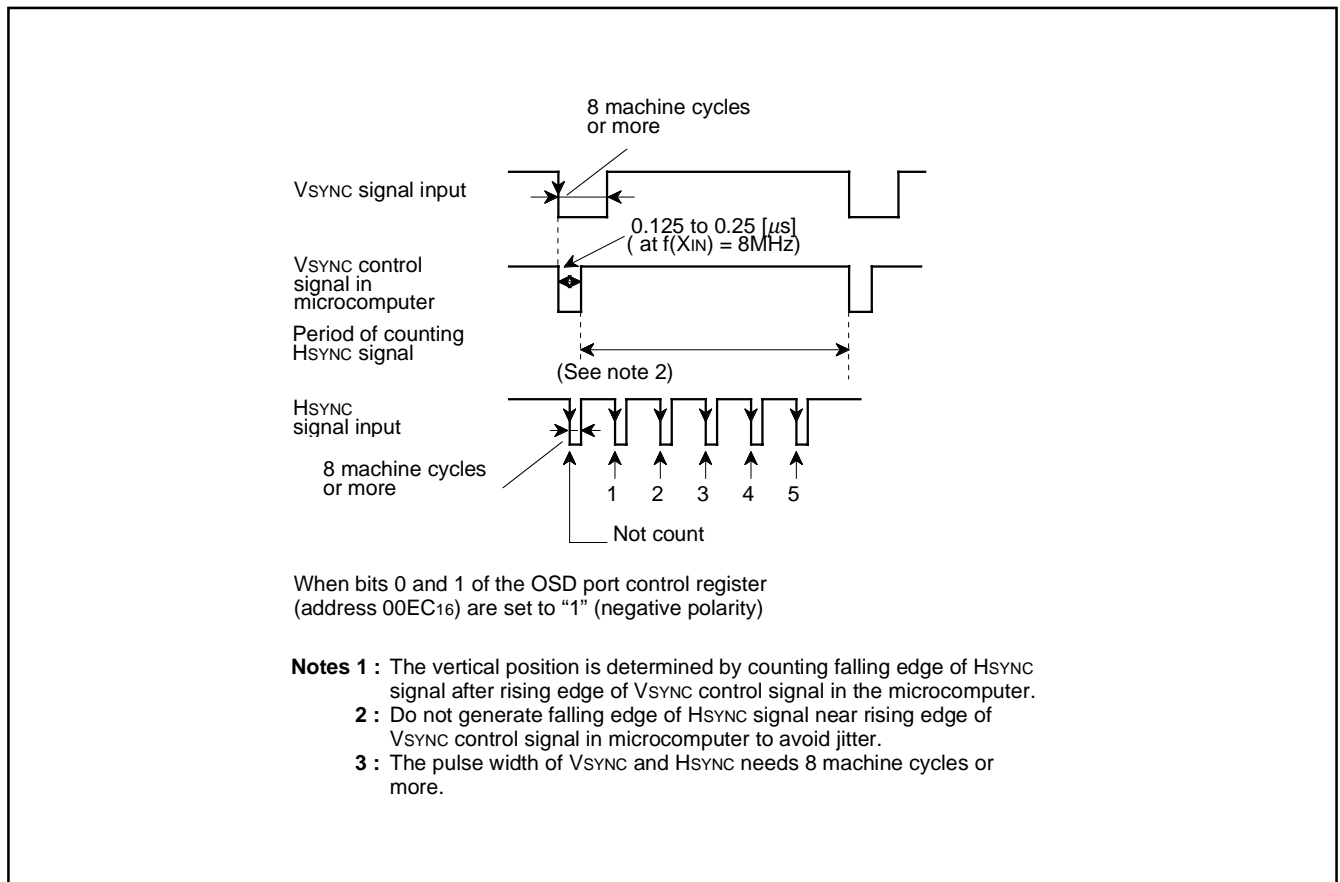 8 machine cycles
or more
VSYNC signal input
0.125 to 0.25 [μs]
( at f(XIN) = 8MHz)
VSYNC control
signal in
microcomputer
Period of counting
HSYNC signal
(See note 2)
HSYNC
signal input
8 machine cycles
or more
1 2 3 4 5
Not count
When bits 0 and 1 of the OSD port control register
(address 00EC16) are set to “1” (negative polarity)
Notes 1 : The vertical position is determined by counting falling edge of HSYNC
signal after rising edge of VSYNC control signal in the microcomputer.
2 : Do not generate falling edge of HSYNC signal near rising edge of
VSYNC control signal in microcomputer to avoid jitter.
3 : The pulse width of VSYNC and HSYNC needs 8 machine cycles or
more.